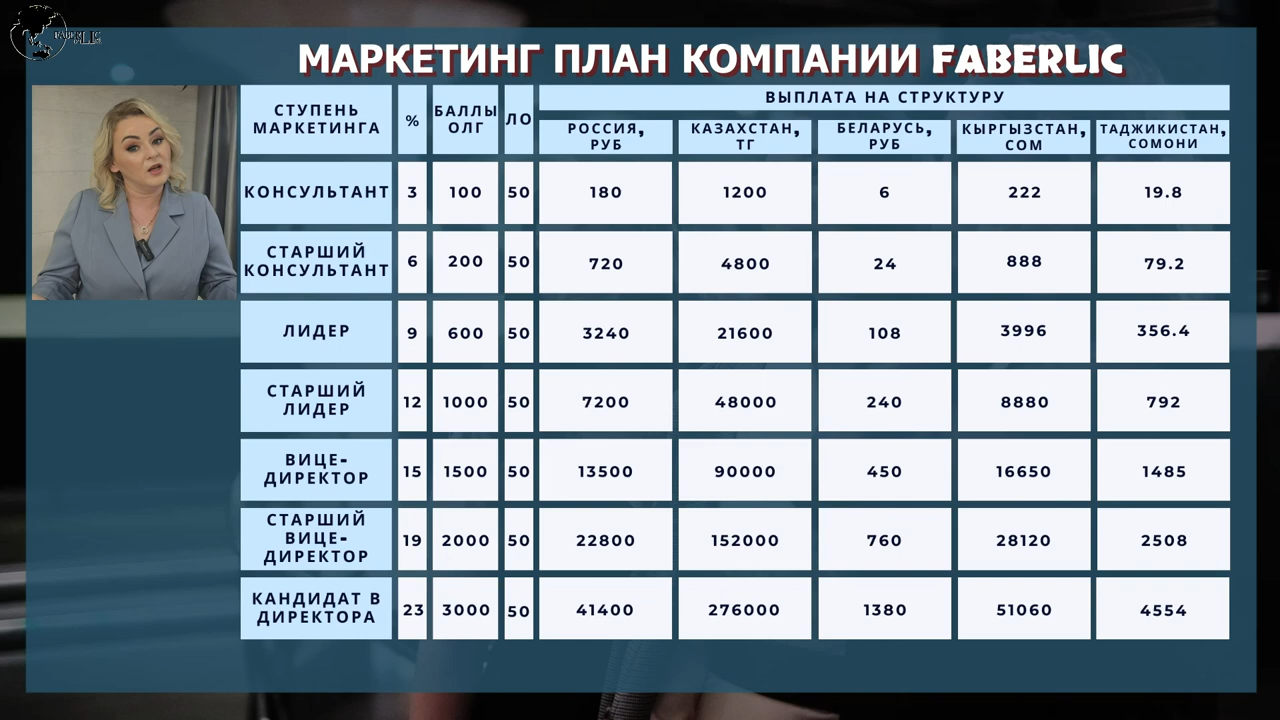 МАРКЕТИНГ ПЛАН КОМПАНИИ FABERLIC
СТУПЕНЬ
МАРКЕТИНГА
%
БАЛЛЫ
ОЛГ
ЛО
ВЫПЛАТА НА СТРУКТУРУ
РОССИЯ,
РУБ
КАЗАХСТАН,
ТГ
БЕЛАРУСЬ,
РУБ
КЫРГЫЗСТАН,
СОМ
ТАДЖИКИСТАН,
СОМОНИ
КОНСУЛЬТАНТ 3 100 50 180 1200 6 222 19.8
СТАРШИЙ
КОНСУЛЬТАНТ 6 200 50 720 4800 24 888 79.2
ЛИДЕР 9 600 50 3240 21600 108 3996 356.4
СТАРШИЙ
ЛИДЕР 12 1000 50 7200 48000 240 8880 792
ВИЦЕ-
ДИРЕКТОР 15 1500 50 13500 90000 450 16650 1485
СТАРШИЙ
ВИЦЕ-
ДИРЕКТОР 19 2000 50 22800 152000 760 28120 2508
КАНДИДАТ В
ДИРЕКТОРА 23 3000 50 41400 276000 1380 51060 4554